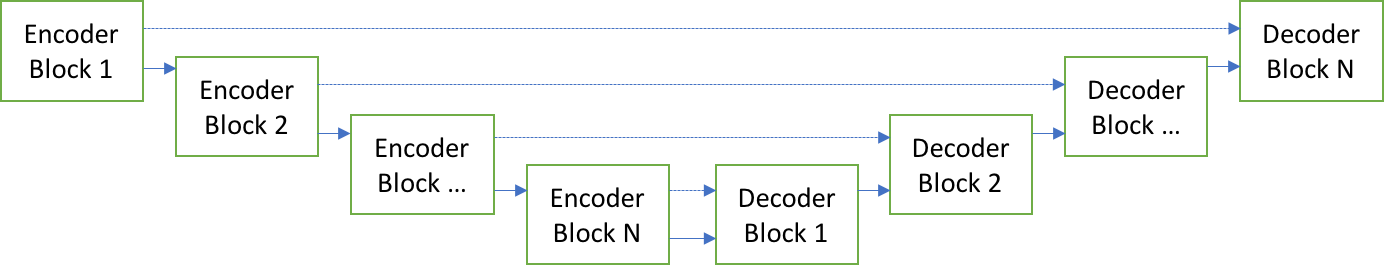 Encoder
Block 1
Encoder
Block 2
Encoder
Block ...
Encoder
Block N
Decoder
Block 1
Decoder
Block 2
Decoder
Block ...
Decoder
Block N